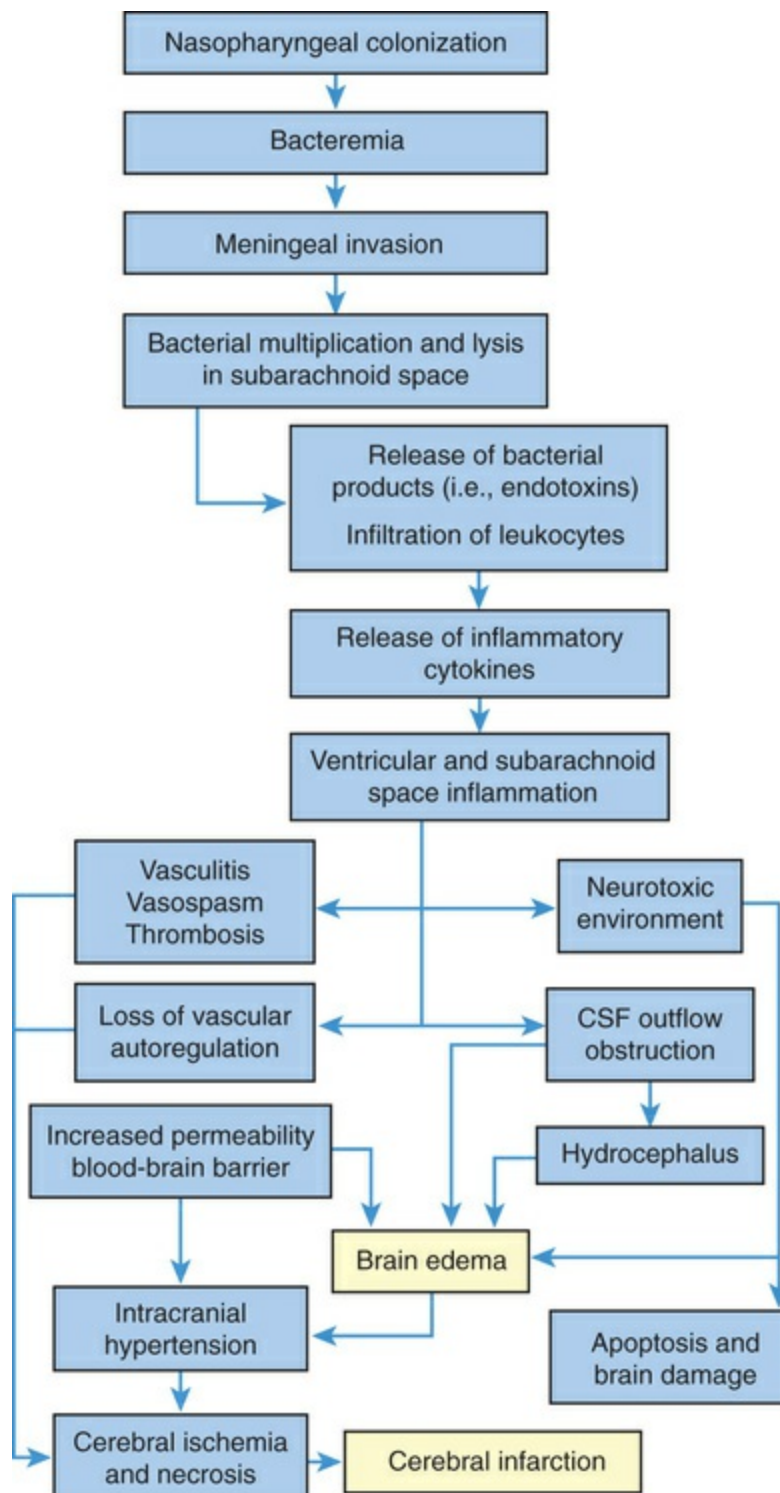 Nasopharyngeal colonization
Bacteremia
Meningeal invasion
Bacterial multiplication and lysis
in subarachnoid space
Release of bacterial
products (i.e., endotoxins)
Infiltration of leukocytes
Release of inflammatory
cytokines
Ventricular and subarachnoid
space inflammation
Vasculitis
Vasospasm
Thrombosis
Neurotoxic
environment
Loss of vascular
autoregulation
CSF outflow
obstruction
Increased permeability
blood-brain barrier
Hydrocephalus
Brain edema
Intracranial
hypertension
Apoptosis and
brain damage
Cerebral ischemia
and necrosis
Cerebral infarction